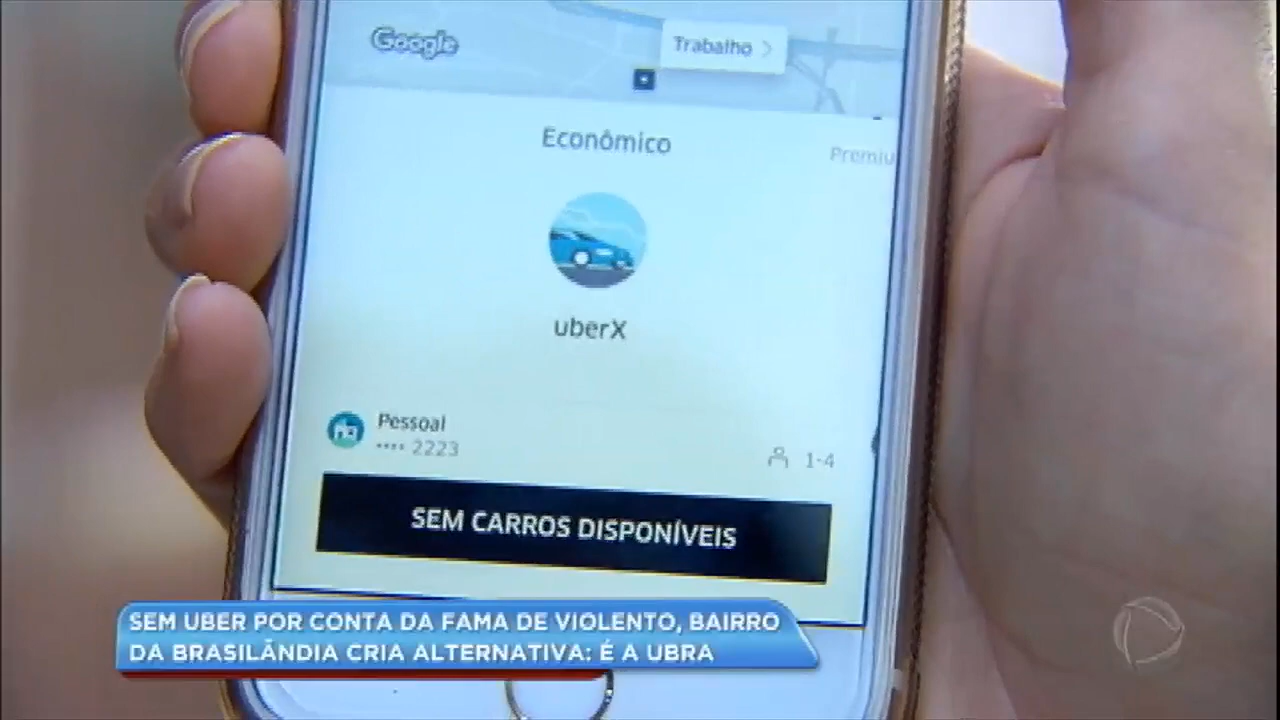 Google
Trabalho
Econômico
Premiu
uberX
Pessoal
•••• 2223
1-4
SEM CARROS DISPONÍVEIS
SEM UBER POR CONTA DA FAMA DE VIOLENTO, BAIRRO
DA BRASILÂNDIA CRIA ALTERNATIVA: É A UBRA